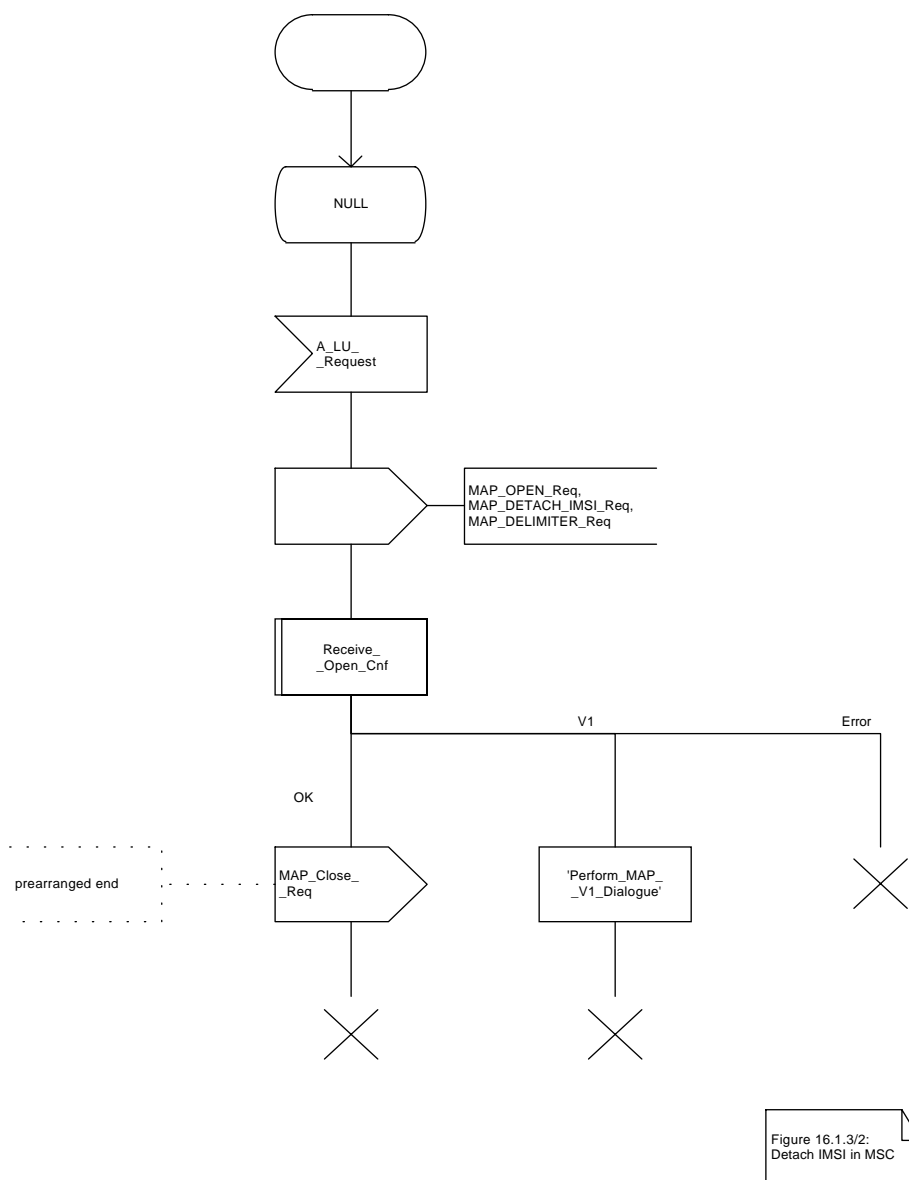 NULL
A_LU_
_Request
MAP_OPEN_Req,
MAP_DETACH_IMSI_Req,
MAP_DELIMITER_Req
Receive_
_Open_Cnf
V1
Error
OK
prearranged end
MAP_Close_
_Req
'Perform_MAP_
_V1_Dialogue'
Figure 16.1.3/2:
Detach IMSI in MSC